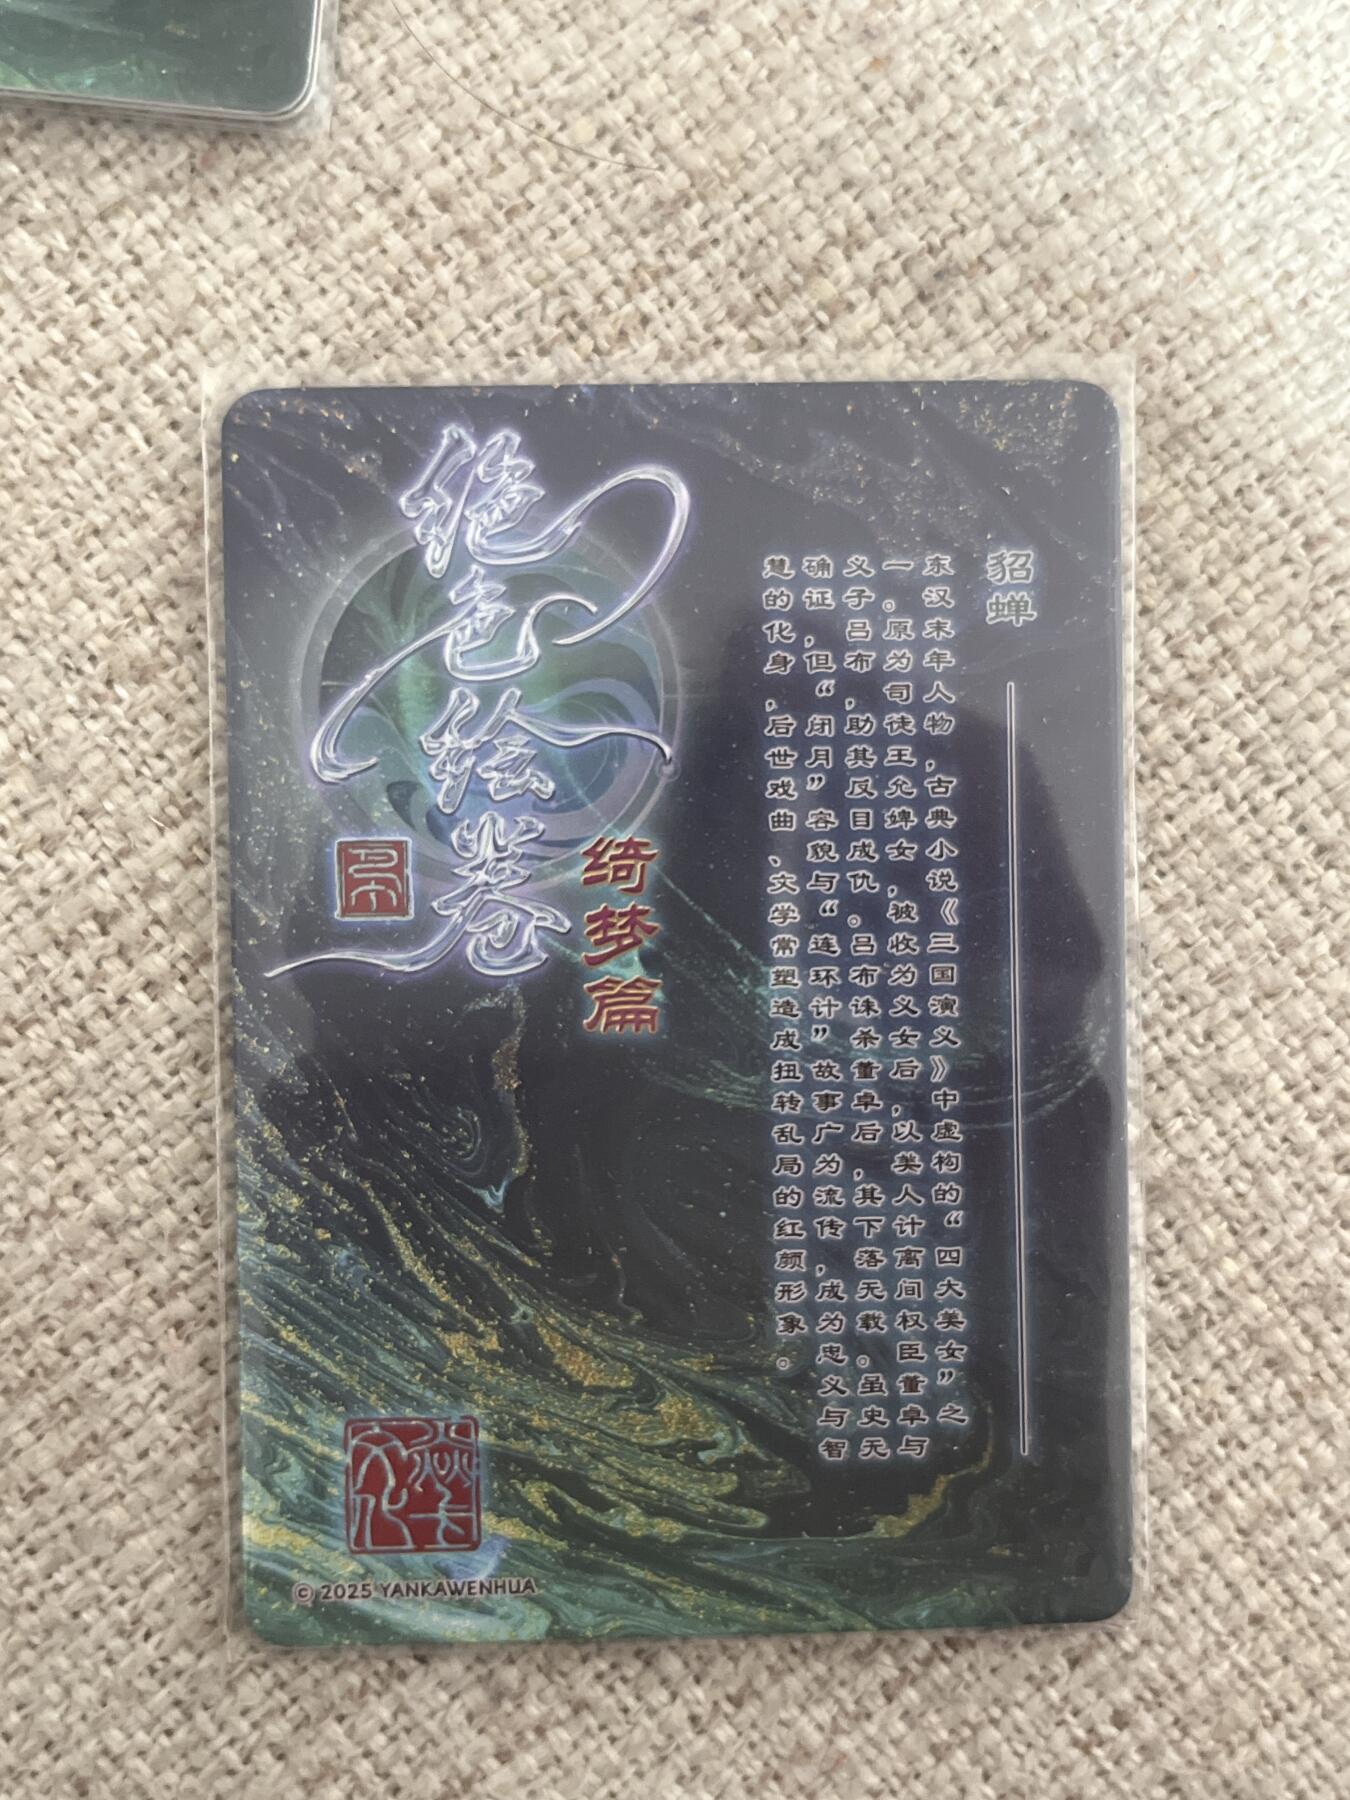 貂蝉
东汉末年人物，古典小说《三国演义》中虚构的“四大美女”之
一。原为司徒王允婢女，被收为义女后，以美人计离间权臣董卓与
义子吕布，助其反目成仇。吕布诛杀董卓后，其下落无载。虽史无
确证，但“闭月”容貌与“连环计”故事广为流传，成为忠义与智
慧的化身，后世戏曲、文学常塑造成扭转乱局的红颜形象。
绝色绘卷
绮梦篇
© 2025 YANKAWENHUA